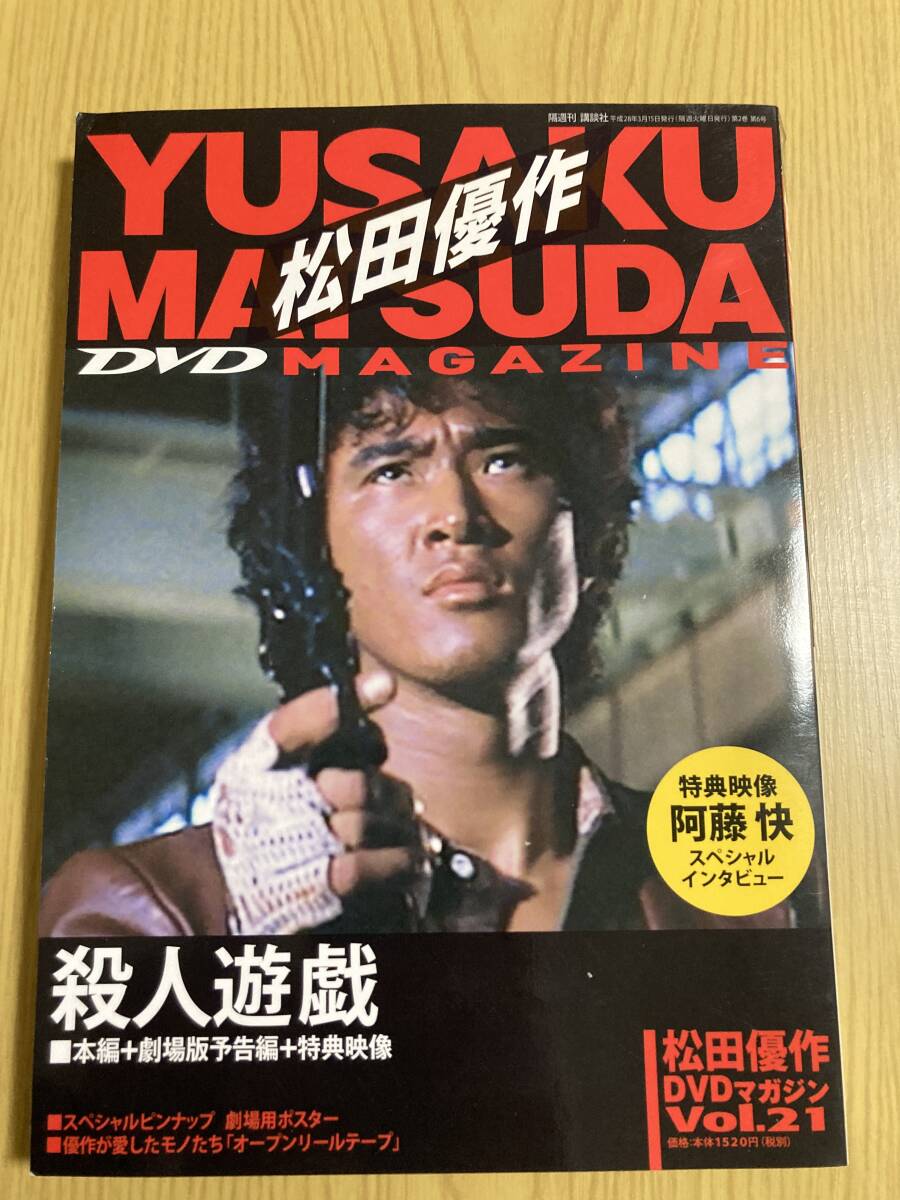 隔週刊 講談社 平成28年3月15日発行(隔週火曜日発行) 第2巻 第6号
YUSAKU
松田優作
MATSUDA
DVD MAGAZINE
特典映像
阿藤 快
スペシャル
インタビュー
殺人遊戯
■本編+劇場版予告編+特典映像
■スペシャルピンナップ 劇場用ポスター
■優作が愛したモノたち「オープンリールテープ」
松田優作
DVDマガジン
Vol.21
価格:本体1520円(税別)